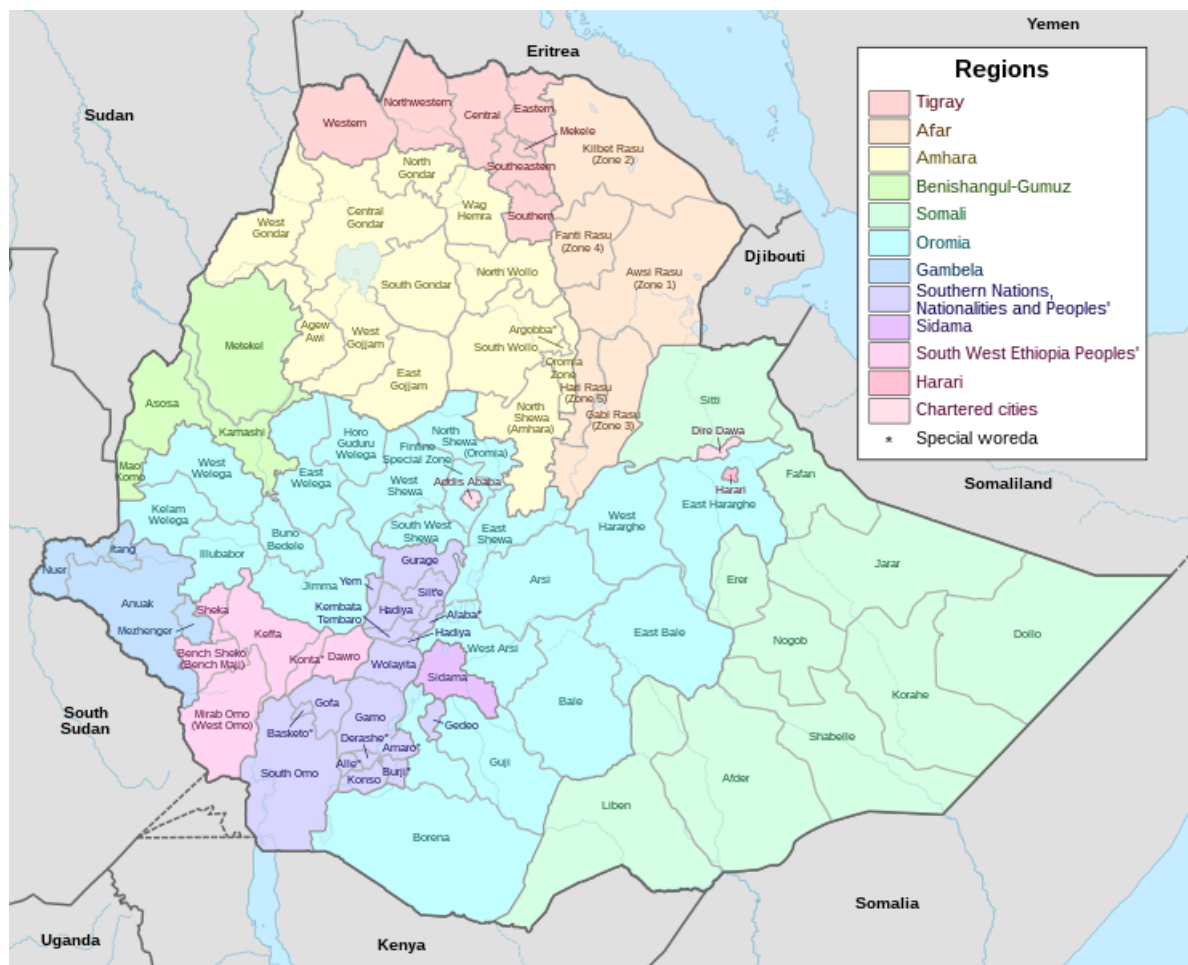 Yemen
Eritrea
Sudan
Djibouti
Somaliland
South
Sudan
Somalia
Uganda
Kenya
Regions
Tigray
Afar
Amhara
Benishangul-Gumuz
Somali
Oromia
Gambela
Southern Nations,
Nationalities and Peoples'
Sidama
South West Ethiopia Peoples'
Harari
Chartered cities
* Special woreda
Western
Northwestern
Central
Eastern
Mekele
Southeastern
Southern
Kilbet Rasu
(Zone 2)
Fanti Rasu
(Zone 4)
Awsi Rasu
(Zone 1)
Hari Rasu
(Zone 5)
Gabi Rasu
(Zone 3)
North
Gondar
West
Gondar
Central
Gondar
Wag
Hemra
South Gondar
North Wollo
Agew
Awi
West
Gojjam
East
Gojjam
Argobba*
South Wollo
Oromia
Zone
North
Shewa
(Amhara)
Metekel
Asosa
Kamashi
Mao
Komo
Sitti
Dire Dawa
Fafan
Harari
East Hararghe
West
Hararghe
Jarar
Erer
Nogob
Dollo
Korahe
Shabelle
Afder
Liben
West
Welega
East
Welega
Horo
Guduru
Welega
North
Shewa
(Oromia)
Finfine
Special Zone
West
Shewa
Addis Ababa
Kelam
Welega
Illubabor
Buno
Bedele
South West
Shewa
East
Shewa
Jimma
Arsi
West Arsi
East Bale
Bale
Guji
Borena
Itang
Nuer
Anuak
Mezhenger
Sheka
Keffa
Bench Sheko
(Bench Maji)
Konta*
Dawro
Mirab Omo
(West Omo)
Gurage
Yem
Silt'e
Hadiya
Kembata
Tembaro
Alaba*
Hadiya
Wolayita
Sidama
Gofa
Gamo
Basketo*
Gedeo
Derashe*
Amaro*
Alle*
Burji*
Konso
South Omo